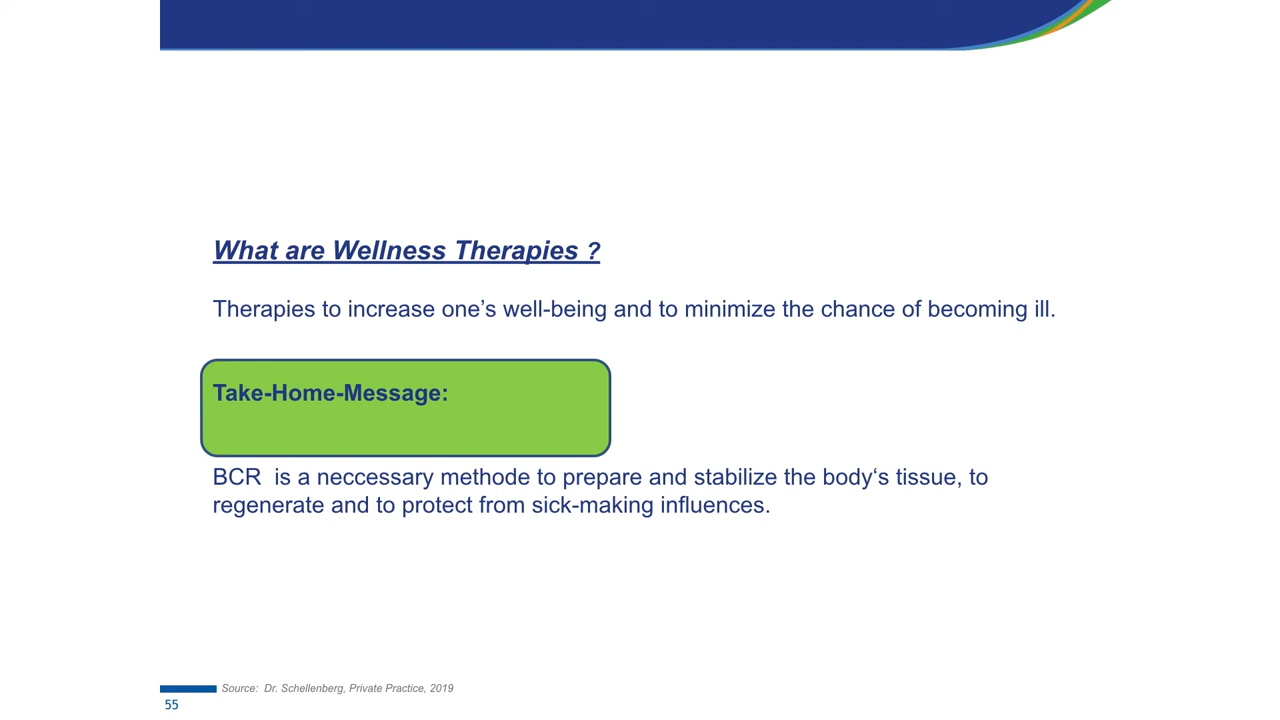 What are Wellness Therapies ?
Therapies to increase one’s well-being and to minimize the chance of becoming ill.
Take-Home-Message:
BCR  is a neccessary methode to prepare and stabilize the body‘s tissue, to
regenerate and to protect from sick-making influences.
Source:  Dr. Schellenberg, Private Practice, 2019
55